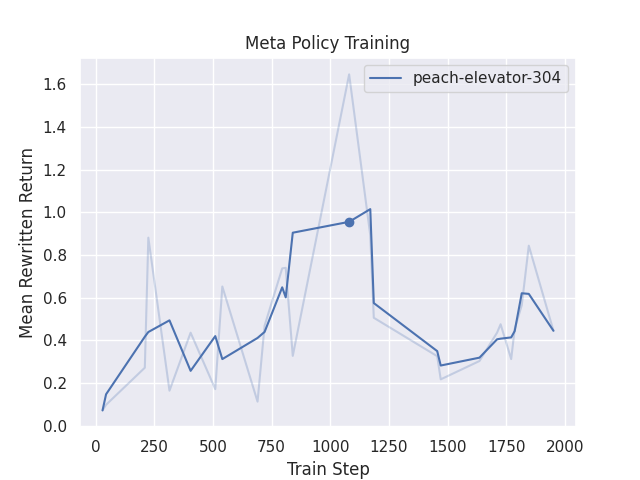 Meta Policy Training
peach-elevator-304
Mean Rewritten Return
1.6
1.4
1.2
1.0
0.8
0.6
0.4
0.2
0.0
0 250 500 750 1000 1250 1500 1750 2000
Train Step